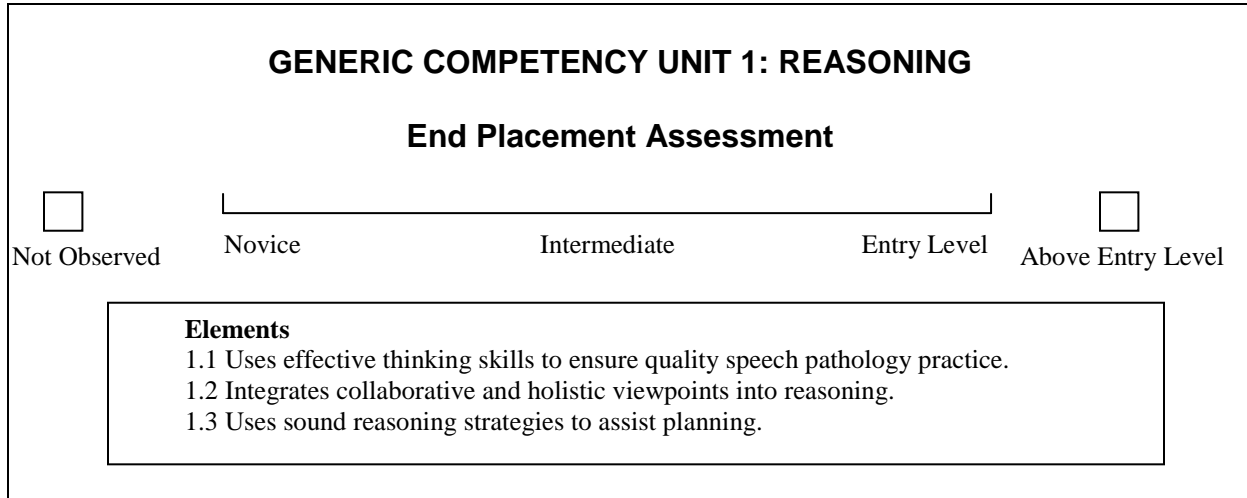 GENERIC COMPETENCY UNIT 1: REASONING
End Placement Assessment
Novice Intermediate Entry Level
Not Observed Above Entry Level
Elements
1.1 Uses effective thinking skills to ensure quality speech pathology practice.
1.2 Integrates collaborative and holistic viewpoints into reasoning.
1.3 Uses sound reasoning strategies to assist planning.